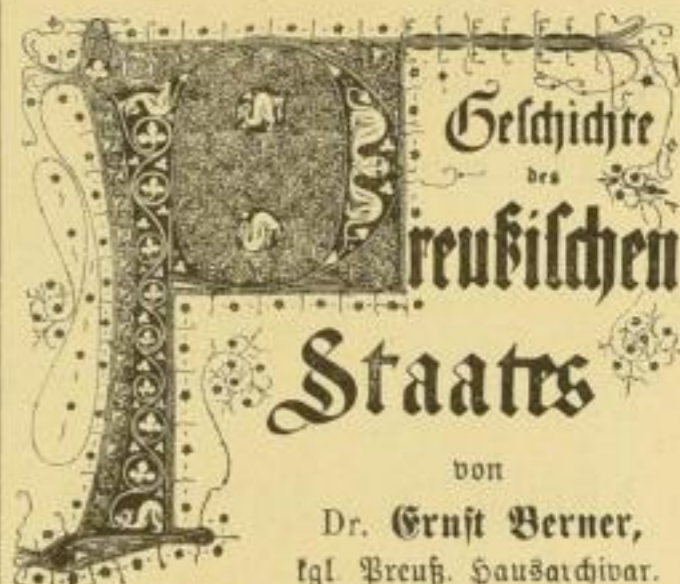 Geschichte
des
Preußischen
Staates
von
Dr. Ernst Berner,
kgl. Preuß. Hausarchivar.